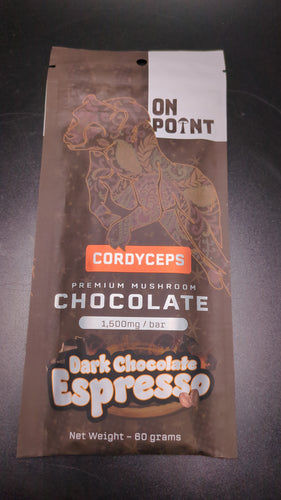 ON
POINT
CORDYCEPS
PREMIUM MUSHROOM
CHOCOLATE
1,500mg / bar
Dark Chocolate
Espresso
Net Weight - 60 grams